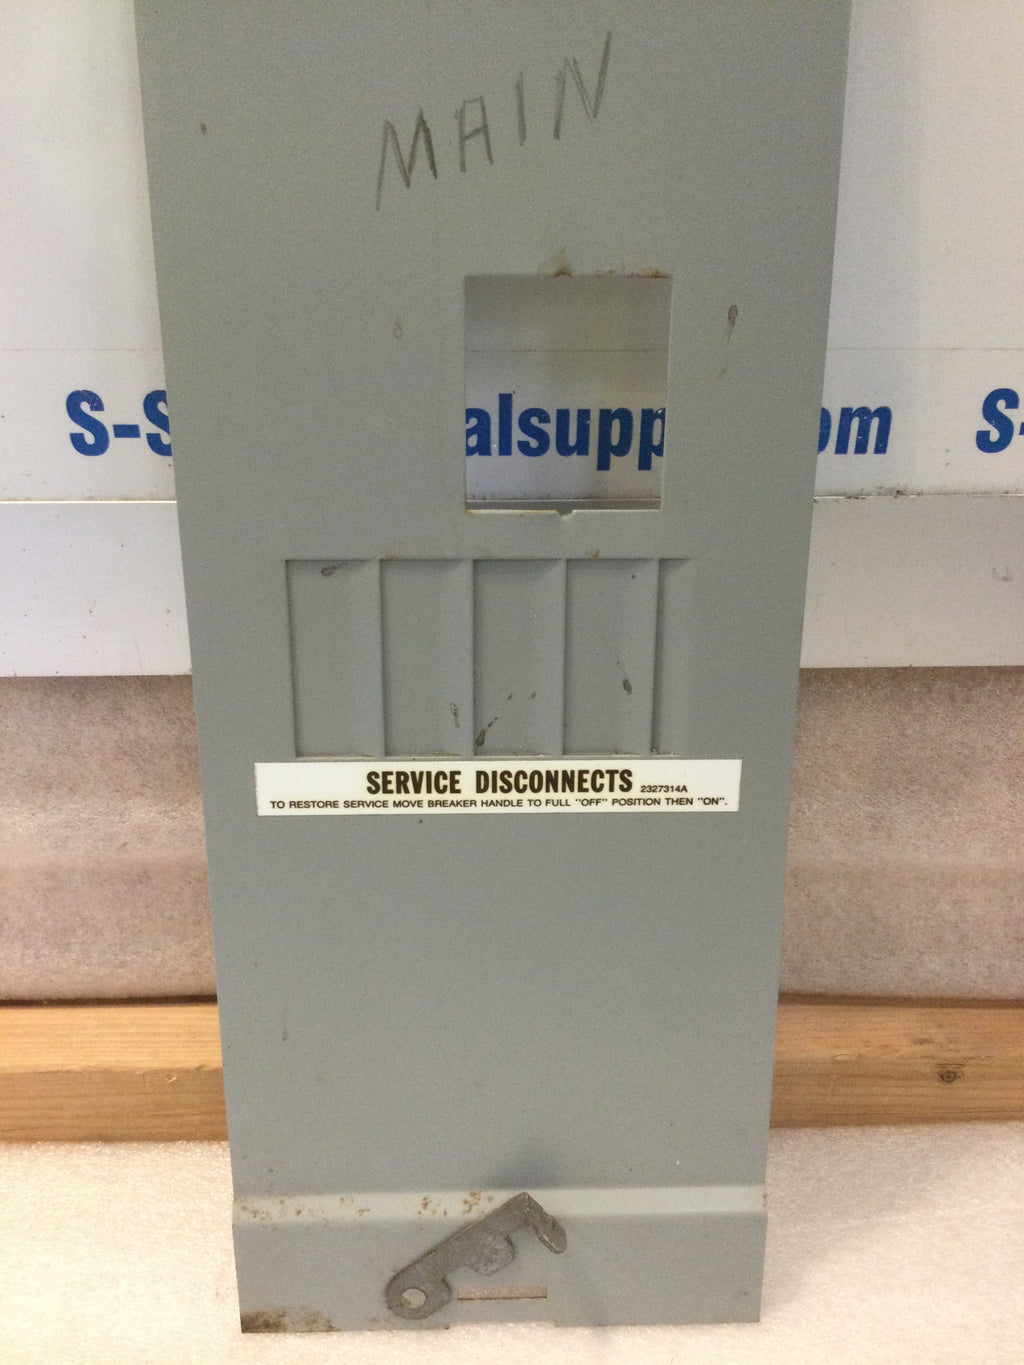 MAIN
S-S alsupp om S-
SERVICE DISCONNECTS 2327314A
TO RESTORE SERVICE MOVE BREAKER HANDLE TO FULL "OFF" POSITION THEN "ON".